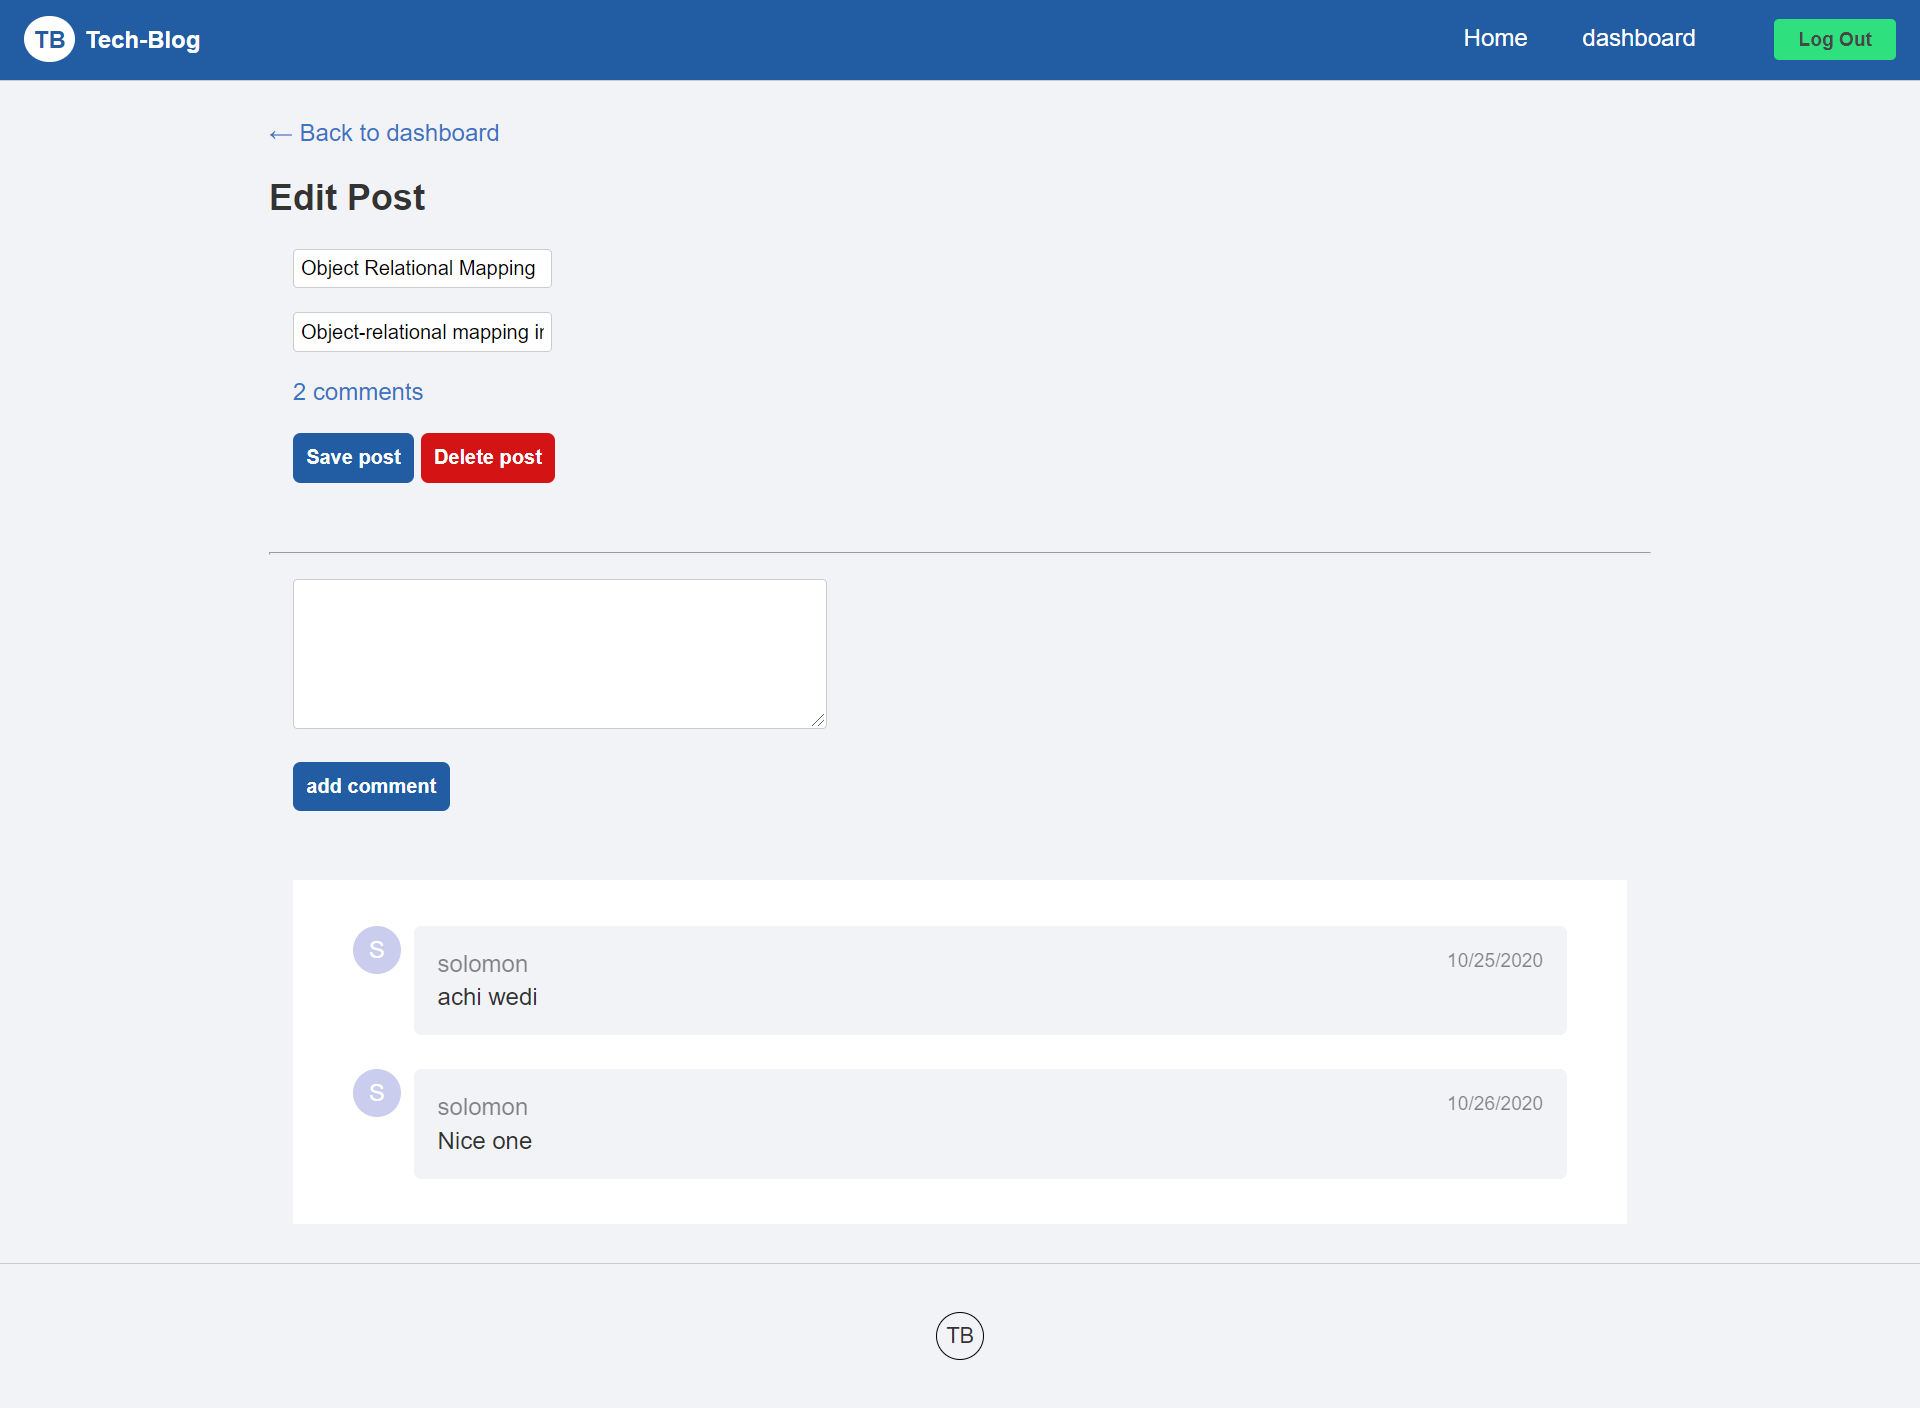 TB Tech-Blog Home dashboard Log Out
← Back to dashboard
Edit Post
Object Relational Mapping
Object-relational mapping in
2 comments
Save post Delete post
add comment
S solomon 10/25/2020
achi wedi
S solomon 10/26/2020
Nice one
TB